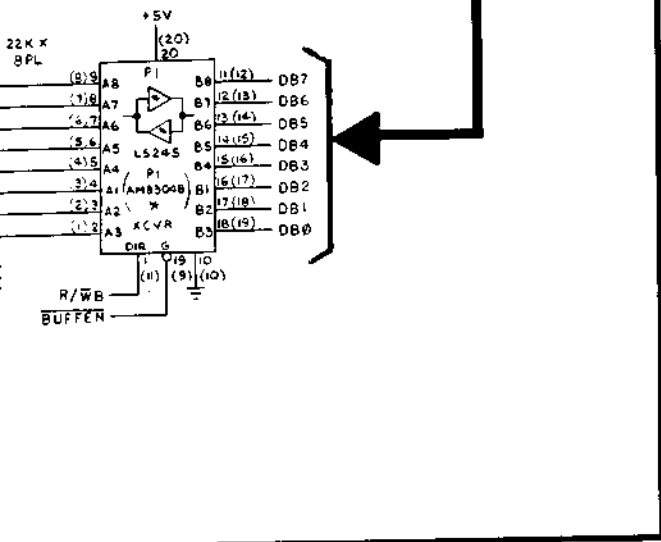 +5V
(20)
20
22K x
8PL
P1
(8) 9 A8 B8 11(12) DB7
(7) 8 A7 B7 12(13) DB6
(6) 7 A6 B6 13(14) DB5
(5) 6 A5 B5 14(15) DB4
LS245
(4) 5 A4 B4 15(16) DB3
P1
(3) 4 A1 (AM8304B) B1 16(17) DB2
*
(2) 3 A2 B2 17(18) DB1
(1) 2 A3 XCVR B3 18(19) DB0
DIR G
1 19 10
(11) (9) (10)
R/W̅B̅
B̅U̅F̅F̅E̅N̅